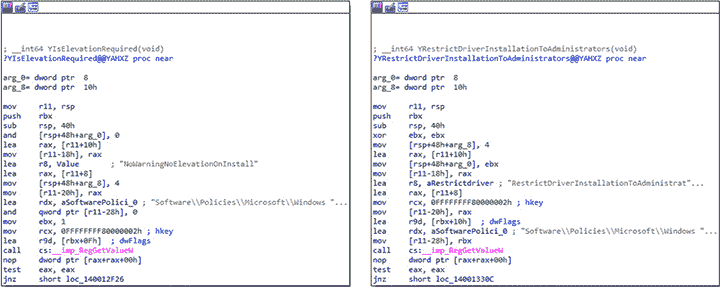 ; __int64 YIsElevationRequired(void)
?YIsElevationRequired@@YAHXZ proc near
arg_0= dword ptr  8
arg_8= dword ptr  10h
mov     r11, rsp
push    rbx
sub     rsp, 40h
and     [rsp+48h+arg_0], 0
lea     rax, [r11+10h]
mov     [r11-18h], rax
lea     r8, Value       ; "NoWarningNoElevationOnInstall"
lea     rax, [r11+8]
mov     [rsp+48h+arg_8], 4
mov     [r11-20h], rax
lea     rdx, aSoftwarePolici_0 ; "Software\\Policies\\Microsoft\\Windows "...
and     qword ptr [r11-28h], 0
mov     ebx, 1
mov     rcx, 0FFFFFFFF80000002h ; hkey
lea     r9d, [rbx+0Fh]  ; dwFlags
call    cs:__imp_RegGetValueW
nop     dword ptr [rax+rax+00h]
test    eax, eax
jnz     short loc_140012F26
; __int64 YRestrictDriverInstallationToAdministrators(void)
?YRestrictDriverInstallationToAdministrators@@YAHXZ proc near
arg_0= dword ptr  8
arg_8= dword ptr  10h
mov     r11, rsp
push    rbx
sub     rsp, 40h
xor     ebx, ebx
mov     [rsp+48h+arg_8], 4
lea     rax, [r11+10h]
mov     [rsp+48h+arg_0], ebx
mov     [r11-18h], rax
lea     r8, aRestrictdriver ; "RestrictDriverInstallationToAdministrat"...
lea     rax, [r11+8]
mov     rcx, 0FFFFFFFF80000002h ; hkey
mov     [r11-20h], rax
lea     r9d, [rbx+10h]  ; dwFlags
lea     rdx, aSoftwarePolici_0 ; "Software\\Policies\\Microsoft\\Windows "...
mov     [r11-28h], rbx
call    cs:__imp_RegGetValueW
nop     dword ptr [rax+rax+00h]
test    eax, eax
jnz     short loc_14001330C